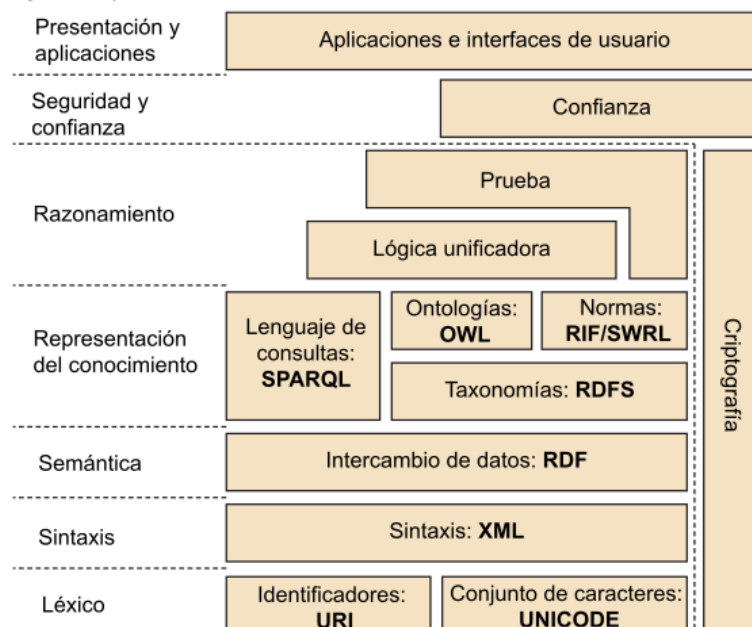 Presentación y
aplicaciones
Aplicaciones e interfaces de usuario
Seguridad y
confianza
Confianza
Razonamiento
Prueba
Lógica unificadora
Representación
del conocimiento
Lenguaje de
consultas:
SPARQL
Ontologías:
OWL
Normas:
RIF/SWRL
Taxonomías: RDFS
Criptografía
Semántica
Intercambio de datos: RDF
Sintaxis
Sintaxis: XML
Léxico
Identificadores:
URI
Conjunto de caracteres:
UNICODE